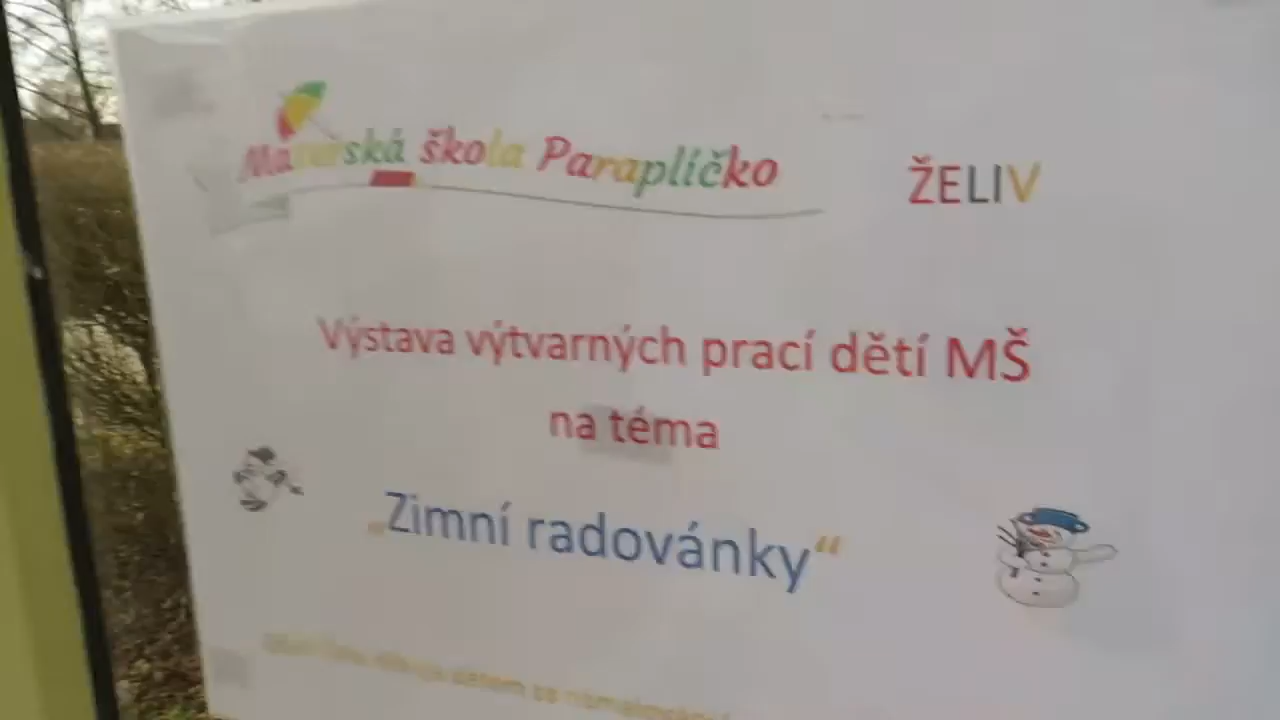 Mateřská škola Paraplíčko ŽELIV
Výstava výtvarných prací dětí MŠ
na téma
„Zimní radovánky“